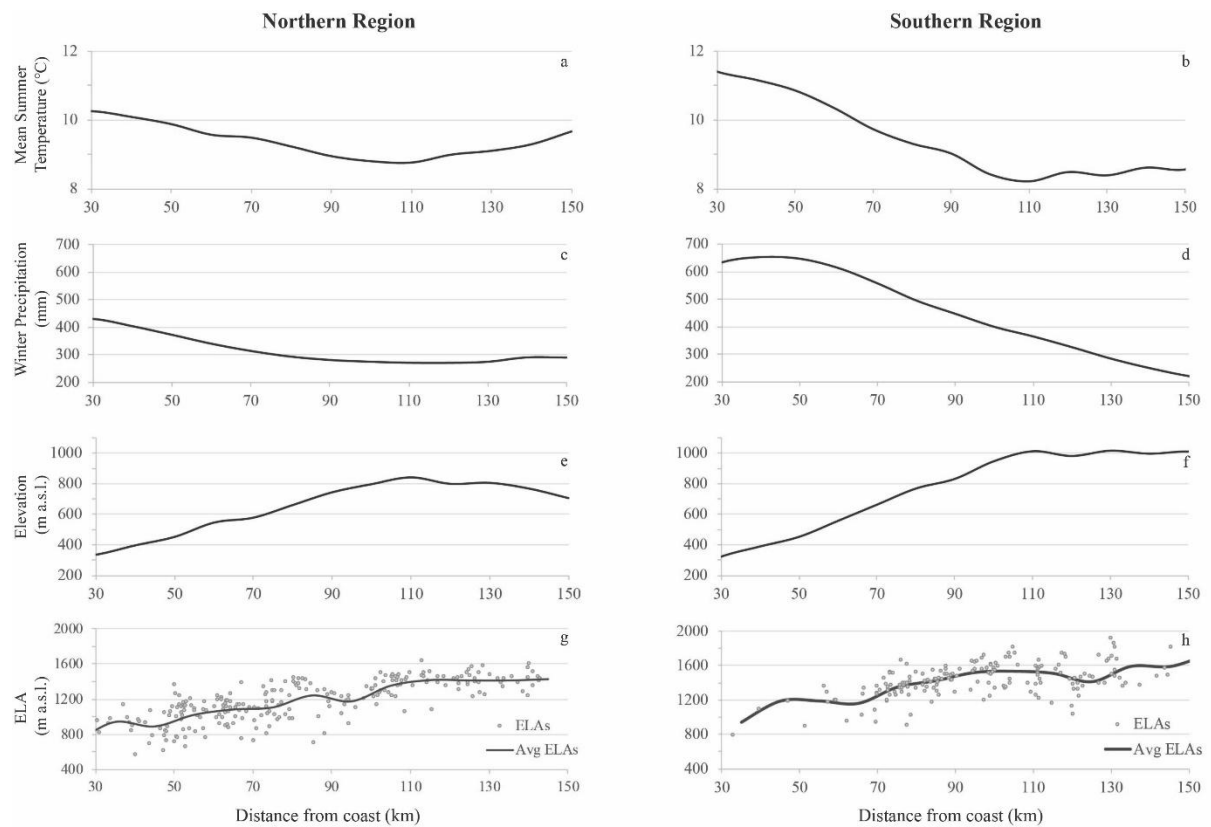 Northern Region
Southern Region
Mean Summer
Temperature (°C)
12
10
8
a
30 50 70 90 110 130 150
12
10
8
b
30 50 70 90 110 130 150
Winter Precipitation
(mm)
700
600
500
400
300
200
c
30 50 70 90 110 130 150
700
600
500
400
300
200
d
30 50 70 90 110 130 150
Elevation
(m a.s.l.)
1000
800
600
400
200
e
30 50 70 90 110 130 150
1000
800
600
400
200
f
30 50 70 90 110 130 150
ELA
(m a.s.l.)
2000
1600
1200
800
400
g
ELAs
Avg ELAs
30 50 70 90 110 130 150
Distance from coast (km)
2000
1600
1200
800
400
h
ELAs
Avg ELAs
30 50 70 90 110 130 150
Distance from coast (km)